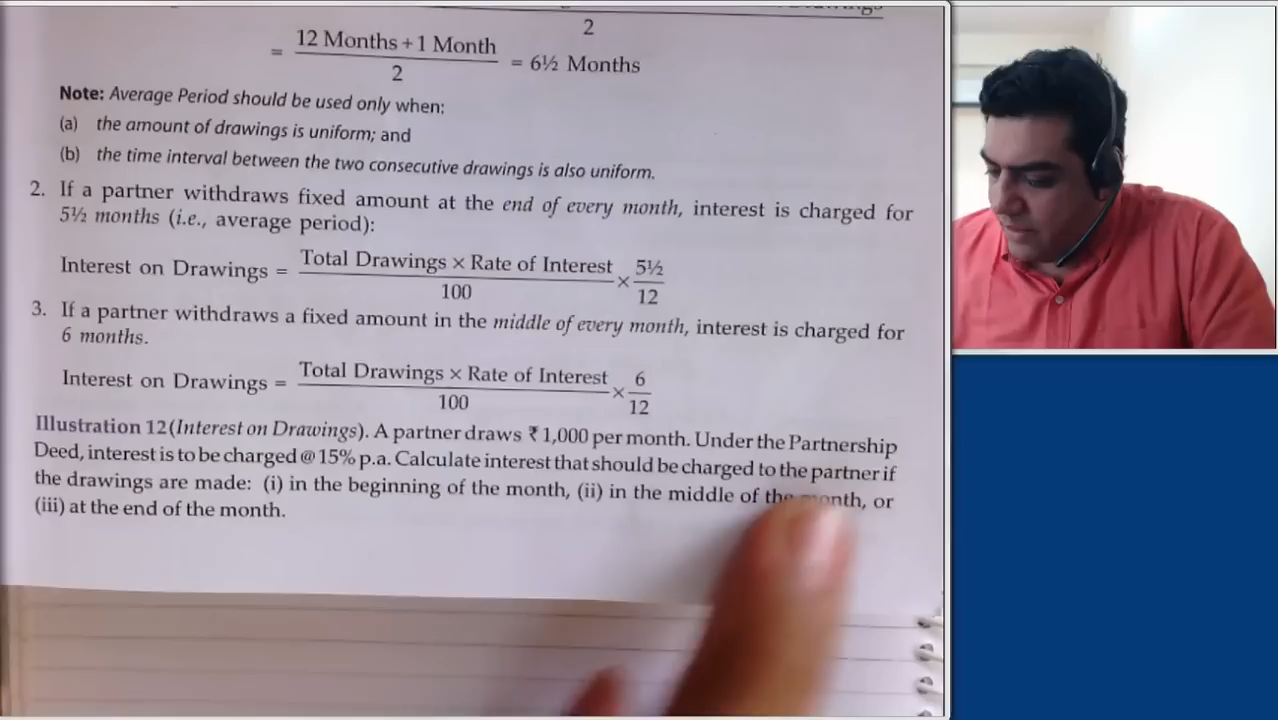 2
= 12 Months + 1 Month / 2 = 6½ Months
Note: Average Period should be used only when:
(a) the amount of drawings is uniform; and
(b) the time interval between the two consecutive drawings is also uniform.
2. If a partner withdraws fixed amount at the end of every month, interest is charged for
5½ months (i.e., average period):
Interest on Drawings = Total Drawings × Rate of Interest / 100 × 5½ / 12
3. If a partner withdraws a fixed amount in the middle of every month, interest is charged for
6 months.
Interest on Drawings = Total Drawings × Rate of Interest / 100 × 6 / 12
Illustration 12 (Interest on Drawings). A partner draws ₹ 1,000 per month. Under the Partnership
Deed, interest is to be charged @ 15% p.a. Calculate interest that should be charged to the partner if
the drawings are made: (i) in the beginning of the month, (ii) in the middle of the month, or
(iii) at the end of the month.